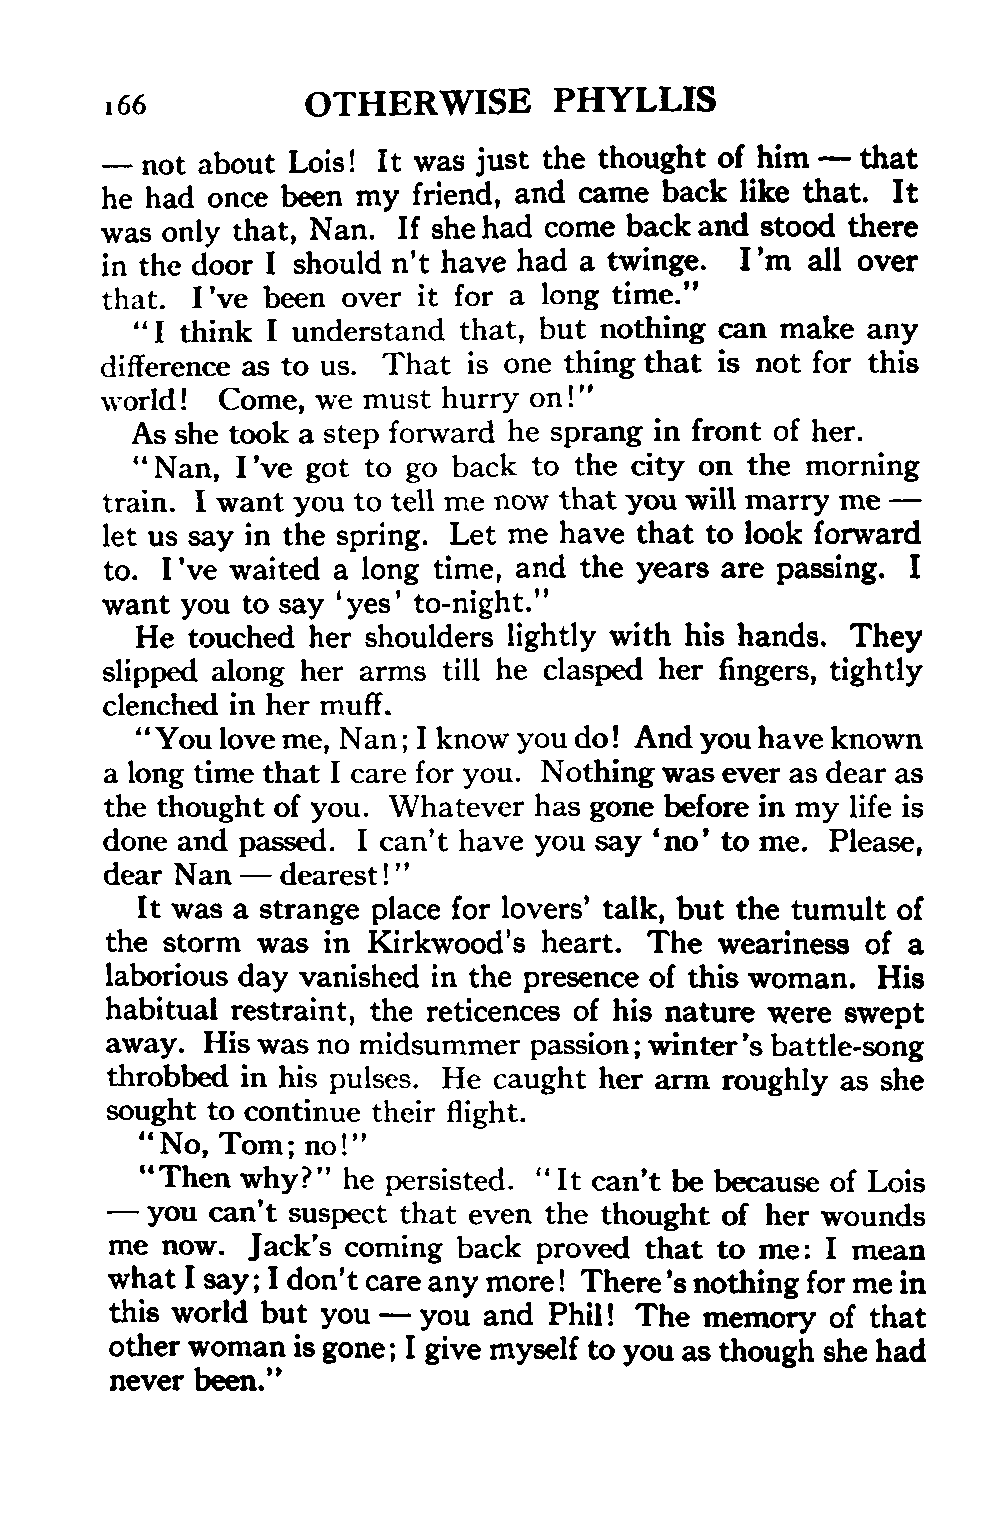 166 OTHERWISE PHYLLIS
— not about Lois! It was just the thought of him — that
he had once been my friend, and came back like that. It
was only that, Nan. If she had come back and stood there
in the door I should n't have had a twinge. I 'm all over
that. I 've been over it for a long time."
"I think I understand that, but nothing can make any
difference as to us. That is one thing that is not for this
world! Come, we must hurry on!"
As she took a step forward he sprang in front of her.
"Nan, I 've got to go back to the city on the morning
train. I want you to tell me now that you will marry me —
let us say in the spring. Let me have that to look forward
to. I 've waited a long time, and the years are passing. I
want you to say 'yes' to-night."
He touched her shoulders lightly with his hands. They
slipped along her arms till he clasped her fingers, tightly
clenched in her muff.
"You love me, Nan; I know you do! And you have known
a long time that I care for you. Nothing was ever as dear as
the thought of you. Whatever has gone before in my life is
done and passed. I can't have you say 'no' to me. Please,
dear Nan — dearest!"
It was a strange place for lovers' talk, but the tumult of
the storm was in Kirkwood's heart. The weariness of a
laborious day vanished in the presence of this woman. His
habitual restraint, the reticences of his nature were swept
away. His was no midsummer passion; winter's battle-song
throbbed in his pulses. He caught her arm roughly as she
sought to continue their flight.
"No, Tom; no!"
"Then why?" he persisted. "It can't be because of Lois
— you can't suspect that even the thought of her wounds
me now. Jack's coming back proved that to me: I mean
what I say; I don't care any more! There 's nothing for me in
this world but you — you and Phil! The memory of that
other woman is gone; I give myself to you as though she had
never been."